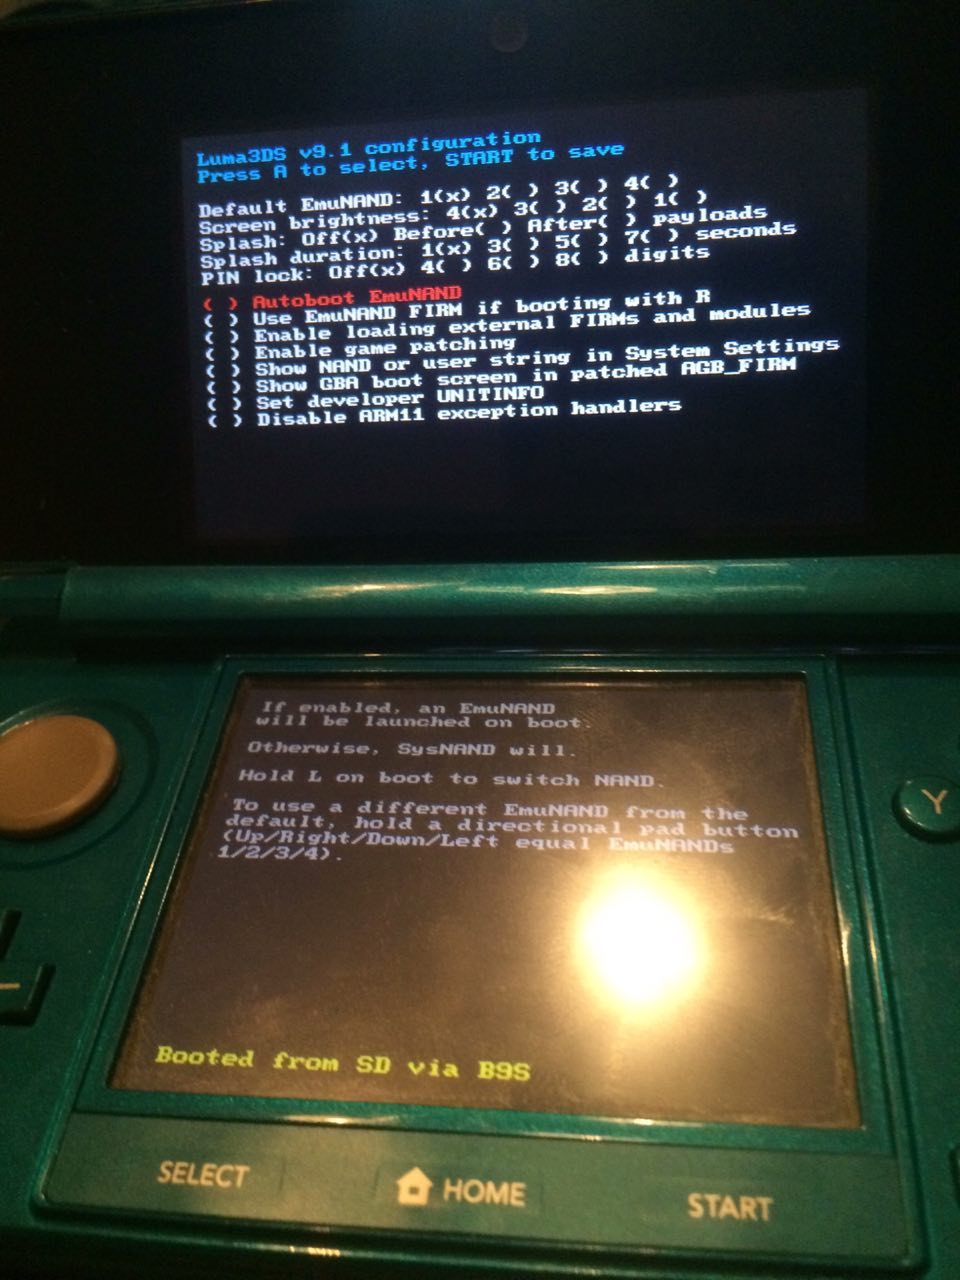 Luma3DS v9.1 configuration
Press A to select, START to save
Default EmuNAND: 1(x) 2( ) 3( ) 4( )
Screen brightness: 4(x) 3( ) 2( ) 1( )
Splash: Off(x) Before( ) After( ) payloads
Splash duration: 1(x) 3( ) 5( ) 7( ) seconds
PIN lock: Off(x) 4( ) 6( ) 8( ) digits
( ) Autoboot EmuNAND
( ) Use EmuNAND FIRM if booting with R
( ) Enable loading external FIRMs and modules
( ) Enable game patching
( ) Show NAND or user string in System Settings
( ) Show GBA boot screen in patched AGB_FIRM
( ) Set developer UNITINFO
( ) Disable ARM11 exception handlers
If enabled, an EmuNAND
will be launched on boot.
Otherwise, SysNAND will.
Hold L on boot to switch NAND.
To use a different EmuNAND from the
default, hold a directional pad button
(Up/Right/Down/Left equal EmuNANDs
1/2/3/4).
Booted from SD via B9S
Y
SELECT HOME START